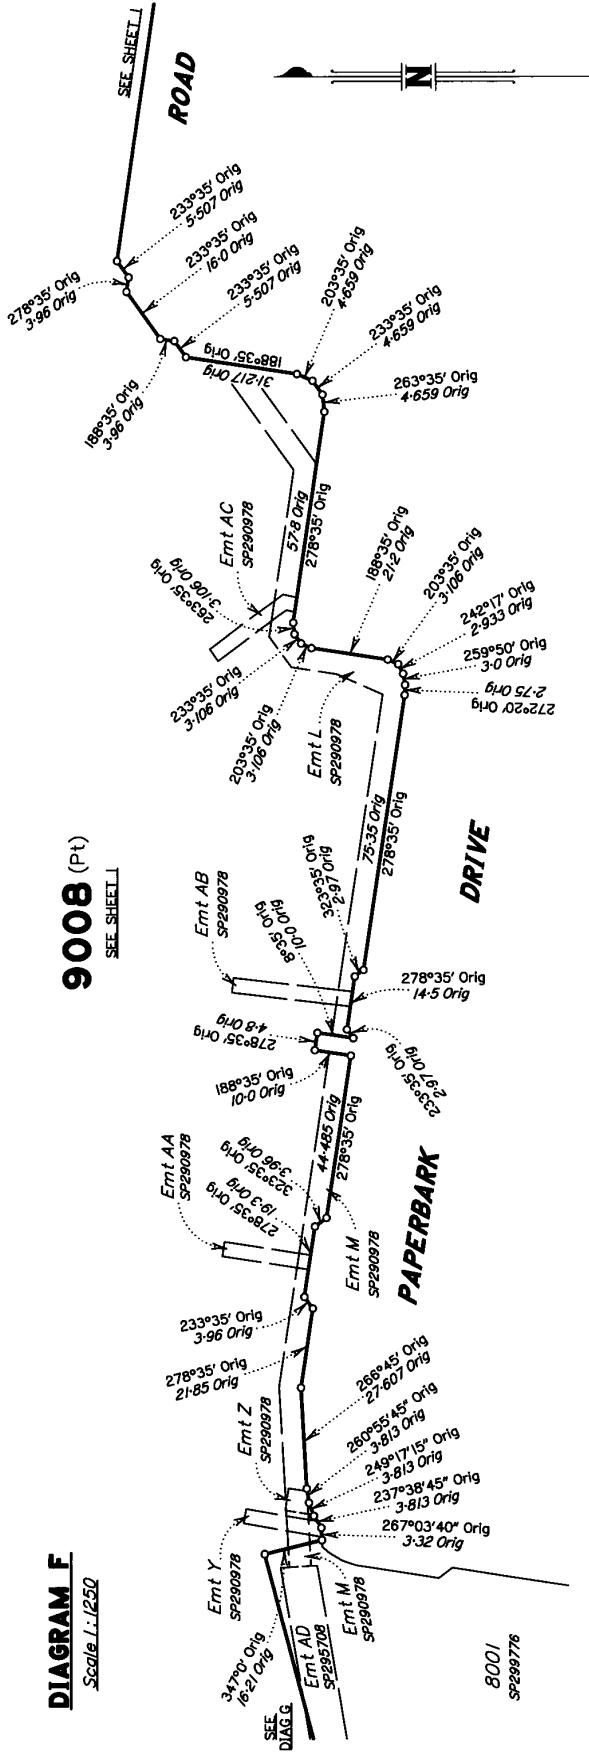 DIAGRAM F
Scale 1:1250
9008 (Pt)
SEE SHEET 1
SEE SHEET 1
ROAD
N
278°35' Orig
3·96 Orig
233°35' Orig
5·507 Orig
233°35' Orig
16·0 Orig
233°35' Orig
5·507 Orig
188°35' Orig
3·96 Orig
188°35' Orig
31·217 Orig
203°35' Orig
4·659 Orig
233°35' Orig
4·659 Orig
263°35' Orig
4·659 Orig
57·8 Orig
278°35' Orig
Emt AC
SP290978
263°35' Orig
3·106 Orig
233°35' Orig
3·106 Orig
203°35' Orig
3·106 Orig
188°35' Orig
21·2 Orig
203°35' Orig
3·106 Orig
242°17' Orig
2·933 Orig
259°50' Orig
3·0 Orig
272°20' Orig
2·75 Orig
Emt L
SP290978
75·35 Orig
278°35' Orig
DRIVE
323°35' Orig
2·97 Orig
Emt AB
SP290978
8°35' Orig
10·0 Orig
278°35' Orig
14·5 Orig
278°35' Orig
4·8 Orig
233°35' Orig
2·97 Orig
188°35' Orig
10·0 Orig
44·485 Orig
278°35' Orig
PAPERBARK
323°35' Orig
3·96 Orig
278°35' Orig
19·3 Orig
Emt AA
SP290978
Emt M
SP290978
233°35' Orig
3·96 Orig
278°35' Orig
21·85 Orig
266°45' Orig
27·607 Orig
260°55'45" Orig
3·813 Orig
249°17'15" Orig
3·813 Orig
237°38'45" Orig
3·813 Orig
267°03'40" Orig
3·32 Orig
Emt Z
SP290978
Emt Y
SP290978
Emt M
SP290978
347°0' Orig
16·21 Orig
Emt AD
SP295708
SEE
DIAG G
8001
SP299776